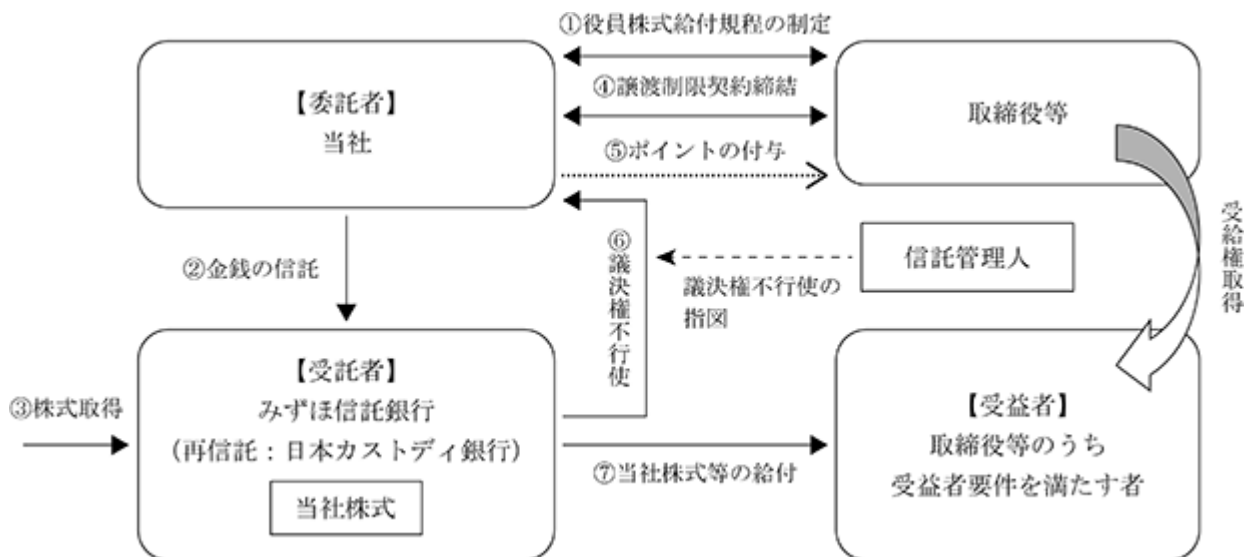 ①役員株式給付規程の制定
【委託者】
当社
④譲渡制限契約締結
取締役等
⑤ポイントの付与
受給権取得
②金銭の信託
⑥議決権不行使
信託管理人
議決権不行使の
指図
③株式取得
【受託者】
みずほ信託銀行
(再信託：日本カストディ銀行)
当社株式
⑦当社株式等の給付
【受益者】
取締役等のうち
受益者要件を満たす者